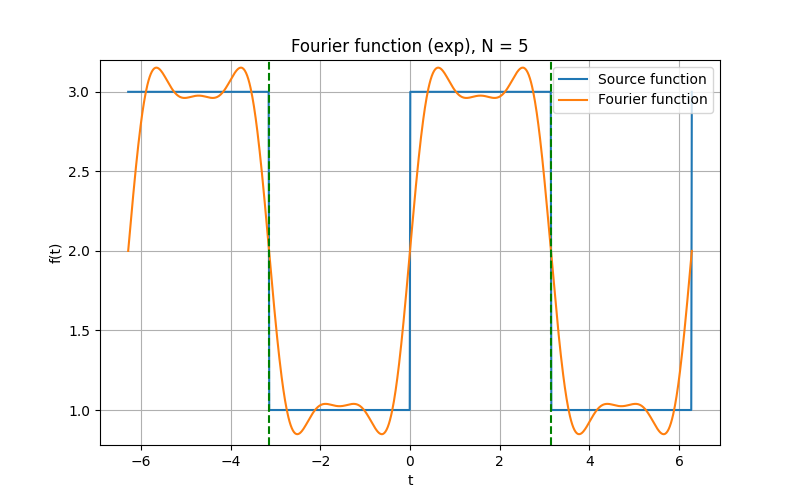 Fourier function (exp), N = 5
Source function
Fourier function
3.0
2.5
2.0
1.5
1.0
f(t)
−6
−4
−2
0
2
4
6
t